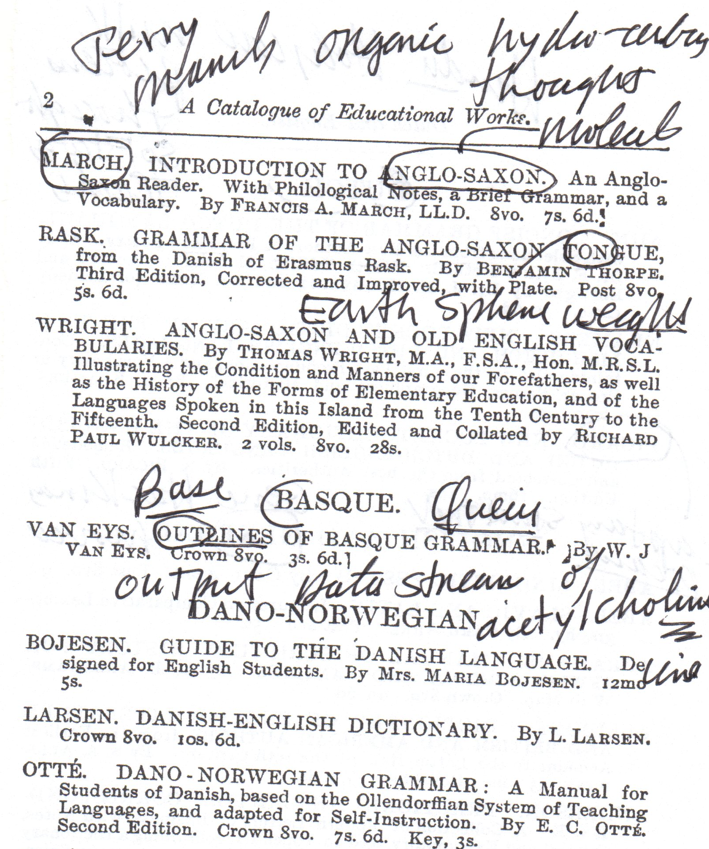 Jerry organic hydro-carbon
thought
2 A Catalogue of Educational Works.
MARCH. INTRODUCTION TO ANGLO-SAXON. An Anglo-
Saxon Reader. With Philological Notes, a Brief Grammar, and a
Vocabulary. By FRANCIS A. MARCH, LL.D. 8vo. 7s. 6d.
RASK. GRAMMAR OF THE ANGLO-SAXON TONGUE,
from the Danish of Erasmus Rask. By BENJAMIN THORPE.
Third Edition, Corrected and Improved, with Plate. Post 8vo.
5s. 6d.
Earth Sphere weights
WRIGHT. ANGLO-SAXON AND OLD ENGLISH VOCA-
BULARIES. By THOMAS WRIGHT, M.A., F.S.A., Hon. M.R.S.L.
Illustrating the Condition and Manners of our Forefathers, as well
as the History of the Forms of Elementary Education, and of the
Languages Spoken in this Island from the Tenth Century to the
Fifteenth. Second Edition, Edited and Collated by RICHARD
PAUL WULCKER. 2 vols. 8vo. 28s.
Base BASQUE.
VAN EYS. OUTLINES OF BASQUE GRAMMAR. By W. J
VAN EYS. Crown 8vo. 3s. 6d.
output Data stream of
DANO-NORWEGIAN acetylcholine
BOJESEN. GUIDE TO THE DANISH LANGUAGE. De
signed for English Students. By Mrs. MARIA BOJESEN. 12mo
5s.
LARSEN. DANISH-ENGLISH DICTIONARY. By L. LARSEN.
Crown 8vo. 10s. 6d.
OTTÉ. DANO-NORWEGIAN GRAMMAR: A Manual for
Students of Danish, based on the Ollendorffian System of Teaching
Languages, and adapted for Self-Instruction. By E. C. OTTÉ.
Second Edition. Crown 8vo. 7s. 6d. Key, 3s.